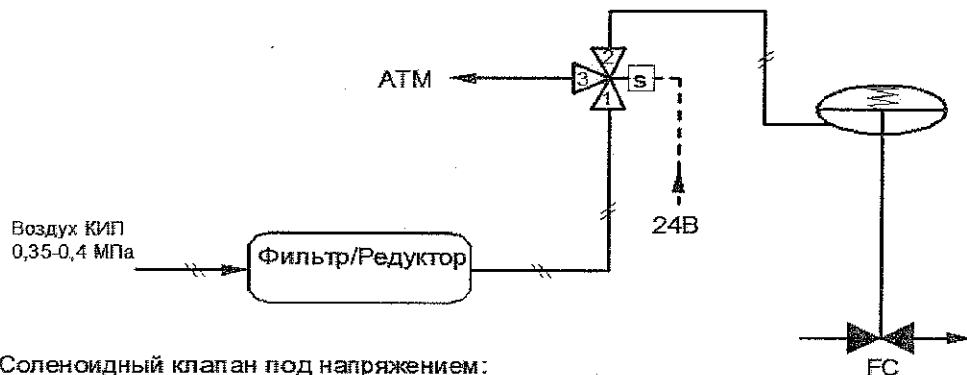 2
АТМ
3
S
1
24В
Воздух КИП
0,35-0,4 МПа
Фильтр/Редуктор
Соленоидный клапан под напряжением:
FC